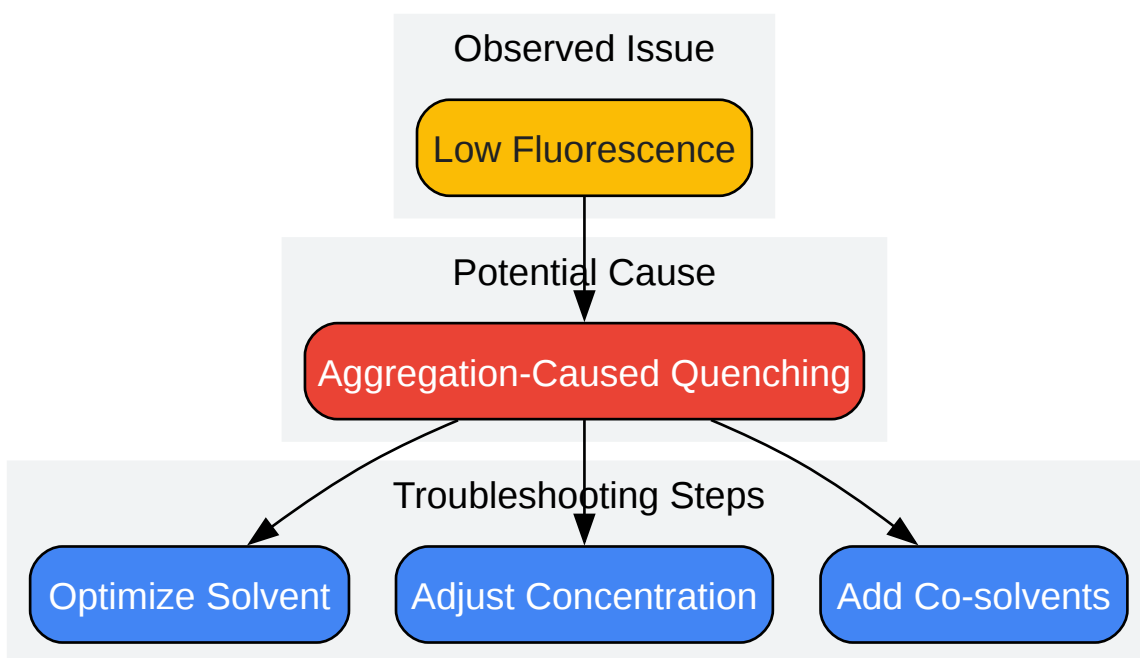 Observed Issue
Low Fluorescence
Potential Cause
Aggregation-Caused Quenching
Troubleshooting Steps
Optimize Solvent
Adjust Concentration
Add Co-solvents